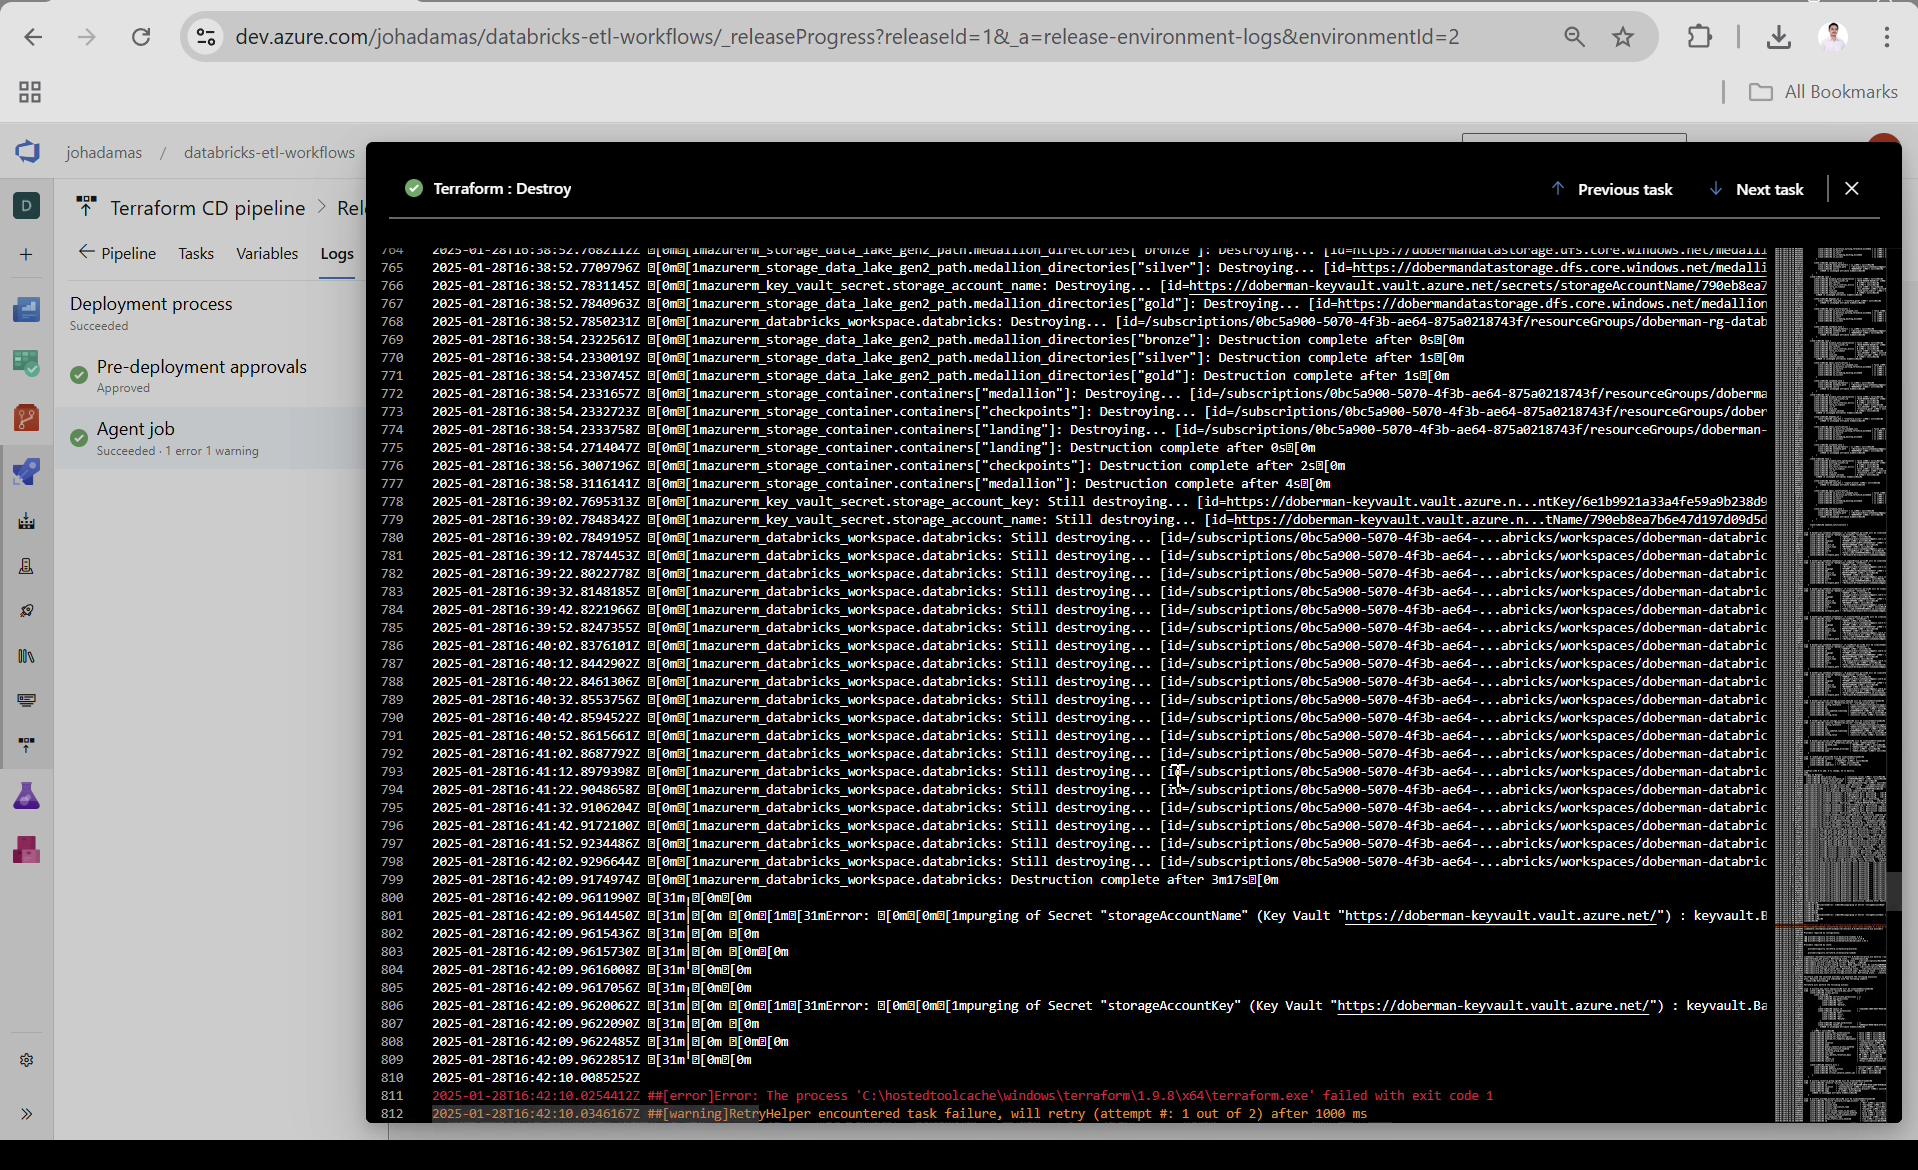 dev.azure.com/johadamas/databricks-etl-workflows/_releaseProgress?releaseId=1&_a=release-environment-logs&environmentId=2
All Bookmarks
johadamas / databricks-etl-workflows
D
Terraform CD pipeline > Rel
Pipeline Tasks Variables Logs
Deployment process
Succeeded
Pre-deployment approvals
Approved
Agent job
Succeeded · 1 error 1 warning
Terraform : Destroy
Previous task Next task
764 2025-01-28T16:38:52.7682112Z [0m[1mazurerm_storage_data_lake_gen2_path.medallion_directories["bronze"]: Destroying... [id=https://dobermandatastorage.dfs.core.windows.net/medalli
765 2025-01-28T16:38:52.7709796Z [0m[1mazurerm_storage_data_lake_gen2_path.medallion_directories["silver"]: Destroying... [id=https://dobermandatastorage.dfs.core.windows.net/medalli
766 2025-01-28T16:38:52.7831145Z [0m[1mazurerm_key_vault_secret.storage_account_name: Destroying... [id=https://doberman-keyvault.vault.azure.net/secrets/storageAccountName/790eb8ea7
767 2025-01-28T16:38:52.7840963Z [0m[1mazurerm_storage_data_lake_gen2_path.medallion_directories["gold"]: Destroying... [id=https://dobermandatastorage.dfs.core.windows.net/medallion
768 2025-01-28T16:38:52.7850231Z [0m[1mazurerm_databricks_workspace.databricks: Destroying... [id=/subscriptions/0bc5a900-5070-4f3b-ae64-875a0218743f/resourceGroups/doberman-rg-datab
769 2025-01-28T16:38:54.2322561Z [0m[1mazurerm_storage_data_lake_gen2_path.medallion_directories["bronze"]: Destruction complete after 0s[0m
770 2025-01-28T16:38:54.2330019Z [0m[1mazurerm_storage_data_lake_gen2_path.medallion_directories["silver"]: Destruction complete after 1s[0m
771 2025-01-28T16:38:54.2330745Z [0m[1mazurerm_storage_data_lake_gen2_path.medallion_directories["gold"]: Destruction complete after 1s[0m
772 2025-01-28T16:38:54.2331657Z [0m[1mazurerm_storage_container.containers["medallion"]: Destroying... [id=/subscriptions/0bc5a900-5070-4f3b-ae64-875a0218743f/resourceGroups/doberma
773 2025-01-28T16:38:54.2332723Z [0m[1mazurerm_storage_container.containers["checkpoints"]: Destroying... [id=/subscriptions/0bc5a900-5070-4f3b-ae64-875a0218743f/resourceGroups/dober
774 2025-01-28T16:38:54.2333758Z [0m[1mazurerm_storage_container.containers["landing"]: Destroying... [id=/subscriptions/0bc5a900-5070-4f3b-ae64-875a0218743f/resourceGroups/doberman-
775 2025-01-28T16:38:54.2714047Z [0m[1mazurerm_storage_container.containers["landing"]: Destruction complete after 0s[0m
776 2025-01-28T16:38:56.3007196Z [0m[1mazurerm_storage_container.containers["checkpoints"]: Destruction complete after 2s[0m
777 2025-01-28T16:38:58.3116141Z [0m[1mazurerm_storage_container.containers["medallion"]: Destruction complete after 4s[0m
778 2025-01-28T16:39:02.7695313Z [0m[1mazurerm_key_vault_secret.storage_account_key: Still destroying... [id=https://doberman-keyvault.vault.azure.n...ntKey/6e1b9921a33a4fe59a9b238d9
779 2025-01-28T16:39:02.7848342Z [0m[1mazurerm_key_vault_secret.storage_account_name: Still destroying... [id=https://doberman-keyvault.vault.azure.n...tName/790eb8ea7b6e47d197d09d5d
780 2025-01-28T16:39:02.7849195Z [0m[1mazurerm_databricks_workspace.databricks: Still destroying... [id=/subscriptions/0bc5a900-5070-4f3b-ae64-...abricks/workspaces/doberman-databric
781 2025-01-28T16:39:12.7874453Z [0m[1mazurerm_databricks_workspace.databricks: Still destroying... [id=/subscriptions/0bc5a900-5070-4f3b-ae64-...abricks/workspaces/doberman-databric
782 2025-01-28T16:39:22.8022778Z [0m[1mazurerm_databricks_workspace.databricks: Still destroying... [id=/subscriptions/0bc5a900-5070-4f3b-ae64-...abricks/workspaces/doberman-databric
783 2025-01-28T16:39:32.8148185Z [0m[1mazurerm_databricks_workspace.databricks: Still destroying... [id=/subscriptions/0bc5a900-5070-4f3b-ae64-...abricks/workspaces/doberman-databric
784 2025-01-28T16:39:42.8221966Z [0m[1mazurerm_databricks_workspace.databricks: Still destroying... [id=/subscriptions/0bc5a900-5070-4f3b-ae64-...abricks/workspaces/doberman-databric
785 2025-01-28T16:39:52.8247355Z [0m[1mazurerm_databricks_workspace.databricks: Still destroying... [id=/subscriptions/0bc5a900-5070-4f3b-ae64-...abricks/workspaces/doberman-databric
786 2025-01-28T16:40:02.8376101Z [0m[1mazurerm_databricks_workspace.databricks: Still destroying... [id=/subscriptions/0bc5a900-5070-4f3b-ae64-...abricks/workspaces/doberman-databric
787 2025-01-28T16:40:12.8442902Z [0m[1mazurerm_databricks_workspace.databricks: Still destroying... [id=/subscriptions/0bc5a900-5070-4f3b-ae64-...abricks/workspaces/doberman-databric
788 2025-01-28T16:40:22.8461306Z [0m[1mazurerm_databricks_workspace.databricks: Still destroying... [id=/subscriptions/0bc5a900-5070-4f3b-ae64-...abricks/workspaces/doberman-databric
789 2025-01-28T16:40:32.8553756Z [0m[1mazurerm_databricks_workspace.databricks: Still destroying... [id=/subscriptions/0bc5a900-5070-4f3b-ae64-...abricks/workspaces/doberman-databric
790 2025-01-28T16:40:42.8594522Z [0m[1mazurerm_databricks_workspace.databricks: Still destroying... [id=/subscriptions/0bc5a900-5070-4f3b-ae64-...abricks/workspaces/doberman-databric
791 2025-01-28T16:40:52.8615661Z [0m[1mazurerm_databricks_workspace.databricks: Still destroying... [id=/subscriptions/0bc5a900-5070-4f3b-ae64-...abricks/workspaces/doberman-databric
792 2025-01-28T16:41:02.8687792Z [0m[1mazurerm_databricks_workspace.databricks: Still destroying... [id=/subscriptions/0bc5a900-5070-4f3b-ae64-...abricks/workspaces/doberman-databric
793 2025-01-28T16:41:12.8979398Z [0m[1mazurerm_databricks_workspace.databricks: Still destroying... [id=/subscriptions/0bc5a900-5070-4f3b-ae64-...abricks/workspaces/doberman-databric
794 2025-01-28T16:41:22.9048658Z [0m[1mazurerm_databricks_workspace.databricks: Still destroying... [id=/subscriptions/0bc5a900-5070-4f3b-ae64-...abricks/workspaces/doberman-databric
795 2025-01-28T16:41:32.9106204Z [0m[1mazurerm_databricks_workspace.databricks: Still destroying... [id=/subscriptions/0bc5a900-5070-4f3b-ae64-...abricks/workspaces/doberman-databric
796 2025-01-28T16:41:42.9172100Z [0m[1mazurerm_databricks_workspace.databricks: Still destroying... [id=/subscriptions/0bc5a900-5070-4f3b-ae64-...abricks/workspaces/doberman-databric
797 2025-01-28T16:41:52.9234486Z [0m[1mazurerm_databricks_workspace.databricks: Still destroying... [id=/subscriptions/0bc5a900-5070-4f3b-ae64-...abricks/workspaces/doberman-databric
798 2025-01-28T16:42:02.9296644Z [0m[1mazurerm_databricks_workspace.databricks: Still destroying... [id=/subscriptions/0bc5a900-5070-4f3b-ae64-...abricks/workspaces/doberman-databric
799 2025-01-28T16:42:09.9174974Z [0m[1mazurerm_databricks_workspace.databricks: Destruction complete after 3m17s[0m
800 2025-01-28T16:42:09.9611990Z [31m╷[0m[0m
801 2025-01-28T16:42:09.9614450Z [31m│[0m [0m[1m[31mError: [0m[0m[1mpurging of Secret "storageAccountName" (Key Vault "https://doberman-keyvault.vault.azure.net/") : keyvault.B
802 2025-01-28T16:42:09.9615436Z [31m│[0m [0m
803 2025-01-28T16:42:09.9615730Z [31m│[0m [0m[0m
804 2025-01-28T16:42:09.9616008Z [31m╵[0m[0m
805 2025-01-28T16:42:09.9617056Z [31m╷[0m[0m
806 2025-01-28T16:42:09.9620062Z [31m│[0m [0m[1m[31mError: [0m[0m[1mpurging of Secret "storageAccountKey" (Key Vault "https://doberman-keyvault.vault.azure.net/") : keyvault.Ba
807 2025-01-28T16:42:09.9622090Z [31m│[0m [0m
808 2025-01-28T16:42:09.9622485Z [31m│[0m [0m[0m
809 2025-01-28T16:42:09.9622851Z [31m╵[0m[0m
810 2025-01-28T16:42:10.0085252Z
811 2025-01-28T16:42:10.0254412Z ##[error]Error: The process 'C:\hostedtoolcache\windows\terraform\1.9.8\x64\terraform.exe' failed with exit code 1
812 2025-01-28T16:42:10.0346167Z ##[warning]RetryHelper encountered task failure, will retry (attempt #: 1 out of 2) after 1000 ms